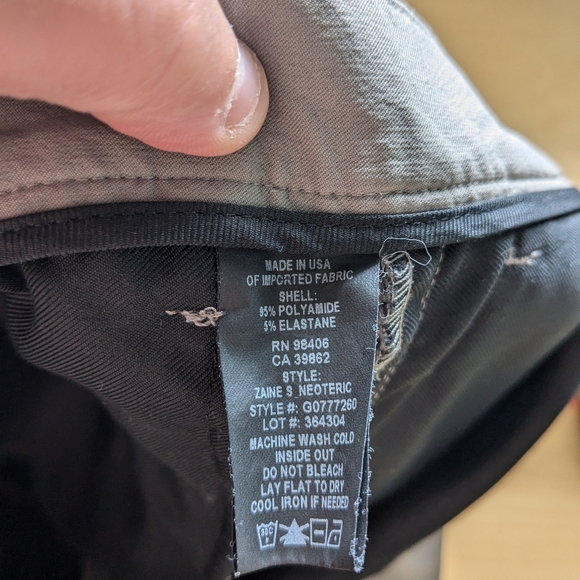 MADE IN USA
OF IMPORTED FABRIC
SHELL:
95% POLYAMIDE
5% ELASTANE
RN 98406
CA 39862
STYLE:
ZAINE S_NEOTERIC
STYLE #: G0777260
LOT #: 364304
MACHINE WASH COLD
INSIDE OUT
DO NOT BLEACH
LAY FLAT TO DRY
COOL IRON IF NEEDED